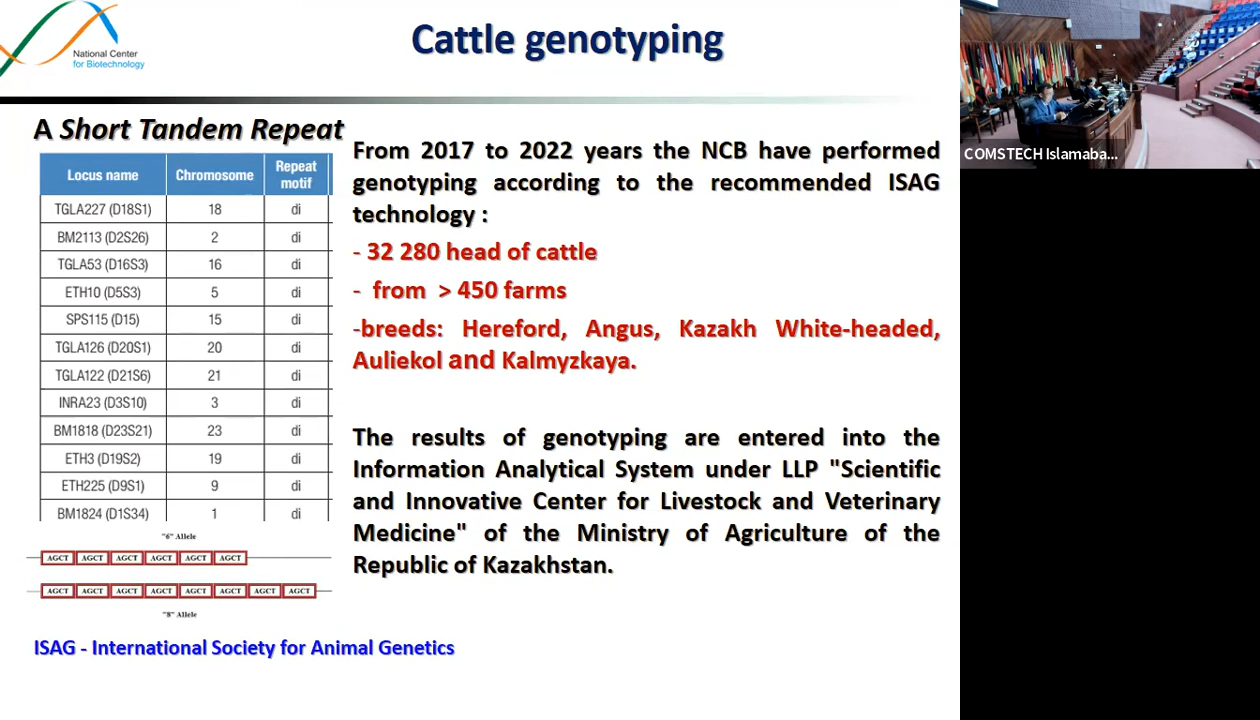 National Center
for Biotechnology
Cattle genotyping
A Short Tandem Repeat
Locus name Chromosome Repeat motif
TGLA227 (D18S1) 18 di
BM2113 (D2S26) 2 di
TGLA53 (D16S3) 16 di
ETH10 (D5S3) 5 di
SPS115 (D15) 15 di
TGLA126 (D20S1) 20 di
TGLA122 (D21S6) 21 di
INRA23 (D3S10) 3 di
BM1818 (D23S21) 23 di
ETH3 (D19S2) 19 di
ETH225 (D9S1) 9 di
BM1824 (D1S34) 1 di
"6" Allele
AGCT AGCT AGCT AGCT AGCT AGCT
AGCT AGCT AGCT AGCT AGCT AGCT AGCT AGCT
"8" Allele
ISAG - International Society for Animal Genetics
From 2017 to 2022 years the NCB have performed
genotyping according to the recommended ISAG
technology :
- 32 280 head of cattle
- from > 450 farms
-breeds: Hereford, Angus, Kazakh White-headed,
Auliekol and Kalmyzkaya.
The results of genotyping are entered into the
Information Analytical System under LLP "Scientific
and Innovative Center for Livestock and Veterinary
Medicine" of the Ministry of Agriculture of the
Republic of Kazakhstan.
COMSTECH Islamaba...